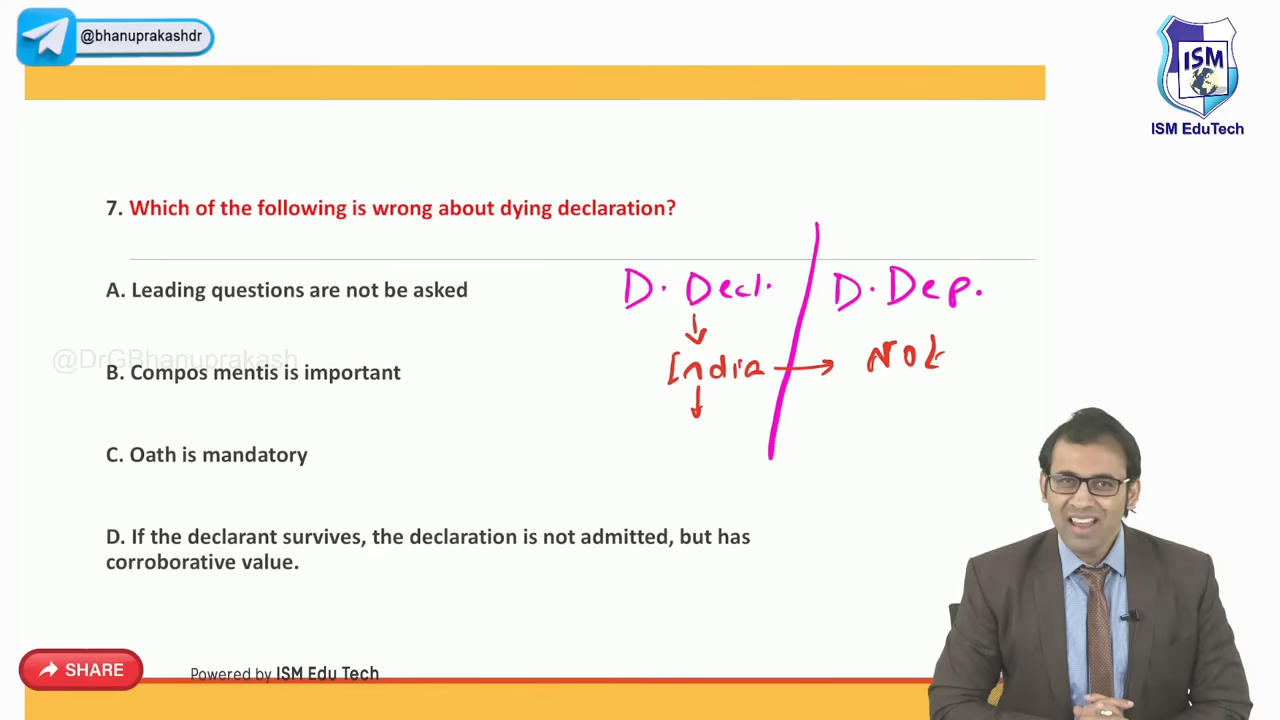 @bhanuprakashdr
ISM
ISM EduTech
7. Which of the following is wrong about dying declaration?
A. Leading questions are not be asked
D. Decl.
D. Dep.
@DrGBhanuprakash
India → Not
B. Compos mentis is important
C. Oath is mandatory
D. If the declarant survives, the declaration is not admitted, but has
corroborative value.
SHARE
Powered by ISM Edu Tech